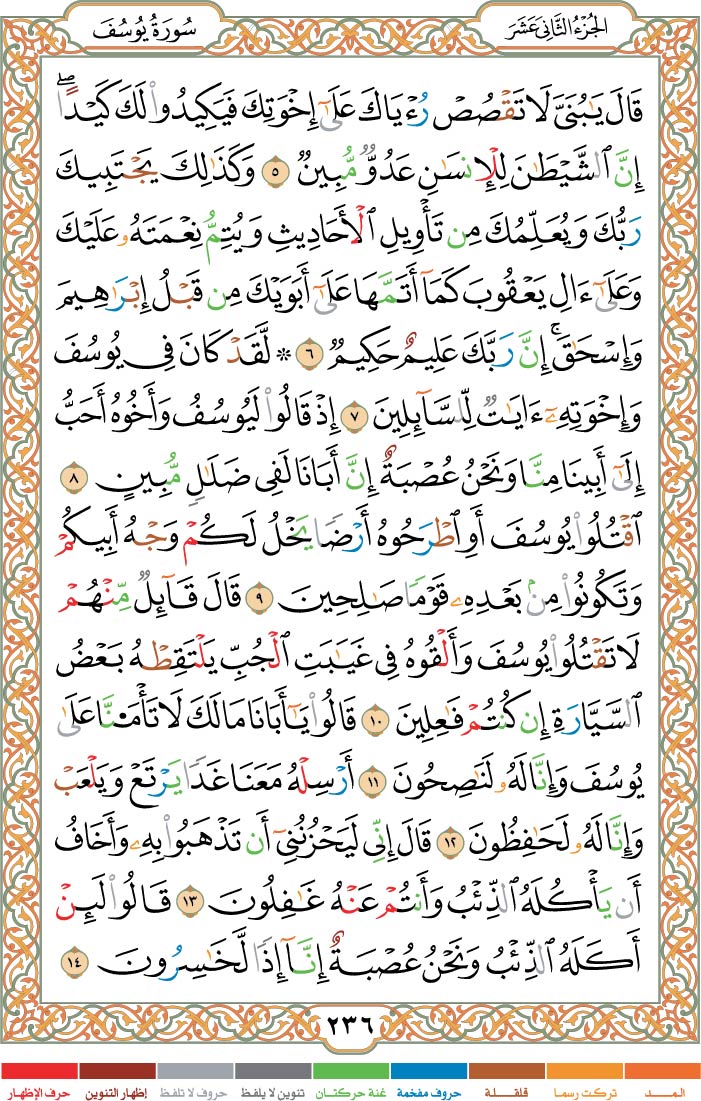 الجُزْءُ الثَّانِي عَشَرَ
سُورَةُ يُوسُفَ
قَالَ يَٰبُنَىَّ لَا تَقْصُصْ رُءْيَاكَ عَلَىٰٓ إِخْوَتِكَ فَيَكِيدُوا۟ لَكَ كَيْدًا ۖ
إِنَّ ٱلشَّيْطَٰنَ لِلْإِنسَٰنِ عَدُوٌّ مُّبِينٌ ٥ وَكَذَٰلِكَ يَجْتَبِيكَ
رَبُّكَ وَيُعَلِّمُكَ مِن تَأْوِيلِ ٱلْأَحَادِيثِ وَيُتِمُّ نِعْمَتَهُۥ عَلَيْكَ
وَعَلَىٰٓ ءَالِ يَعْقُوبَ كَمَآ أَتَمَّهَا عَلَىٰٓ أَبَوَيْكَ مِن قَبْلُ إِبْرَٰهِيمَ
وَإِسْحَٰقَ ۚ إِنَّ رَبَّكَ عَلِيمٌ حَكِيمٌ ٦ ۞ لَّقَدْ كَانَ فِى يُوسُفَ
وَإِخْوَتِهِۦٓ ءَايَٰتٌ لِّلسَّآئِلِينَ ٧ إِذْ قَالُوا۟ لَيُوسُفُ وَأَخُوهُ أَحَبُّ
إِلَىٰٓ أَبِينَا مِنَّا وَنَحْنُ عُصْبَةٌ إِنَّ أَبَانَا لَفِى ضَلَٰلٍ مُّبِينٍ ٨
ٱقْتُلُوا۟ يُوسُفَ أَوِ ٱطْرَحُوهُ أَرْضًا يَخْلُ لَكُمْ وَجْهُ أَبِيكُمْ
وَتَكُونُوا۟ مِنۢ بَعْدِهِۦ قَوْمًا صَٰلِحِينَ ٩ قَالَ قَآئِلٌ مِّنْهُمْ
لَا تَقْتُلُوا۟ يُوسُفَ وَأَلْقُوهُ فِى غَيَٰبَتِ ٱلْجُبِّ يَلْتَقِطْهُ بَعْضُ
ٱلسَّيَّارَةِ إِن كُنتُمْ فَٰعِلِينَ ١٠ قَالُوا۟ يَٰٓأَبَانَا مَالَكَ لَا تَأْمَ۫نَّا عَلَىٰ
يُوسُفَ وَإِنَّا لَهُۥ لَنَٰصِحُونَ ١١ أَرْسِلْهُ مَعَنَا غَدًا يَرْتَعْ وَيَلْعَبْ
وَإِنَّا لَهُۥ لَحَٰفِظُونَ ١٢ قَالَ إِنِّى لَيَحْزُنُنِىٓ أَن تَذْهَبُوا۟ بِهِۦ وَأَخَافُ
أَن يَأْكُلَهُ ٱلذِّئْبُ وَأَنتُمْ عَنْهُ غَٰفِلُونَ ١٣ قَالُوا۟ لَئِنْ
أَكَلَهُ ٱلذِّئْبُ وَنَحْنُ عُصْبَةٌ إِنَّآ إِذًا لَّخَٰسِرُونَ ١٤
٢٣٦
المــــد تركت رسما قلقلة حروف مفخمة غنة حركتان تنوين لا يلفظ حروف لا تلفظ إظهار التنوين حرف الإظهار